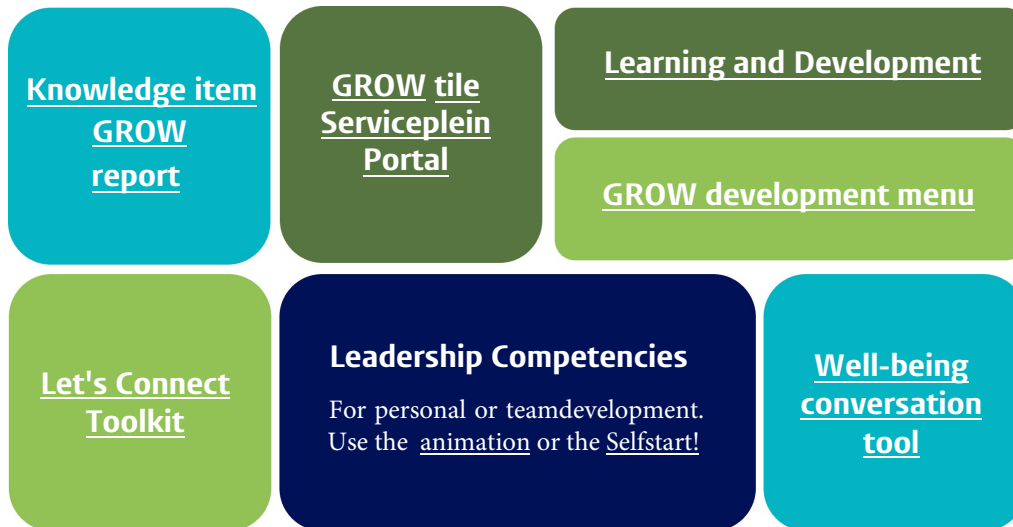 Knowledge item
GROW
report
GROW tile
Serviceplein
Portal
Learning and Development
GROW development menu
Let's Connect
Toolkit
Leadership Competencies
For personal or teamdevelopment.
Use the animation or the Selfstart!
Well-being
conversation
tool